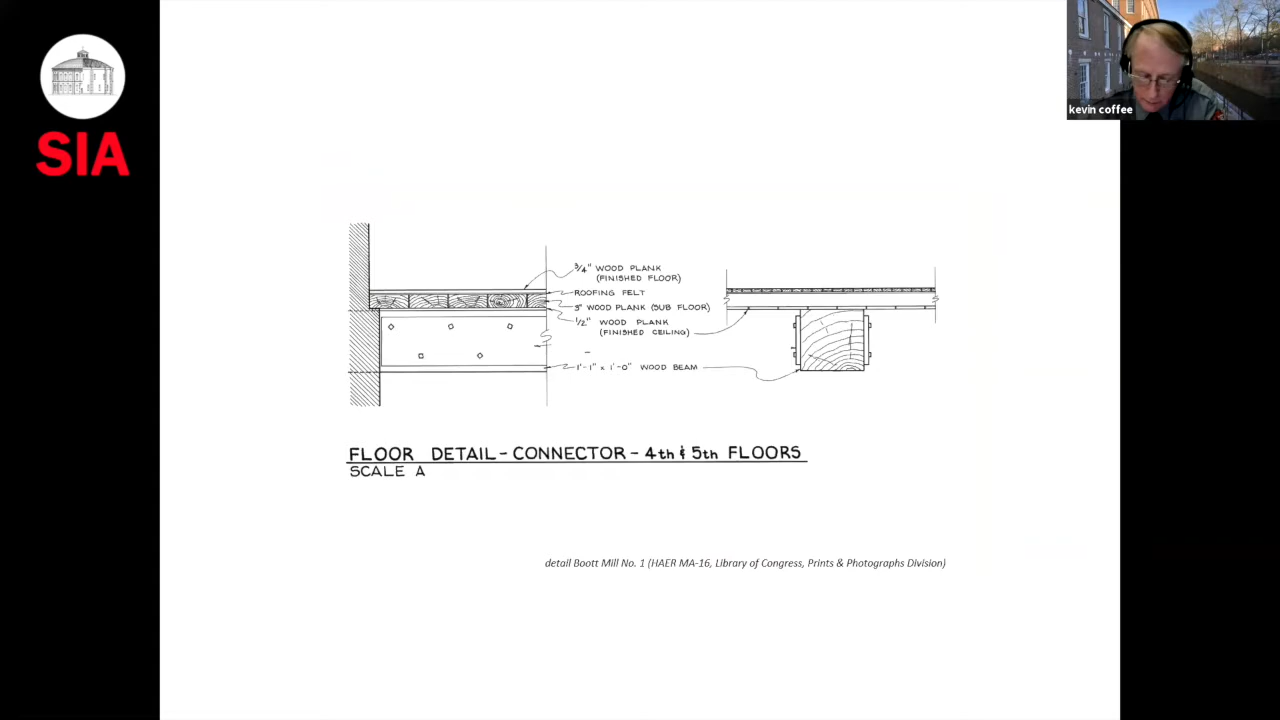 SIA
kevin coffee
3/4" WOOD PLANK
(FINISHED FLOOR)
ROOFING FELT
3" WOOD PLANK (SUB FLOOR)
1/2" WOOD PLANK
(FINISHED CEILING)
1'-1" x 1'-0" WOOD BEAM
FLOOR DETAIL - CONNECTOR - 4th & 5th FLOORS
SCALE A
detail Boott Mill No. 1 (HAER MA-16, Library of Congress, Prints & Photographs Division)